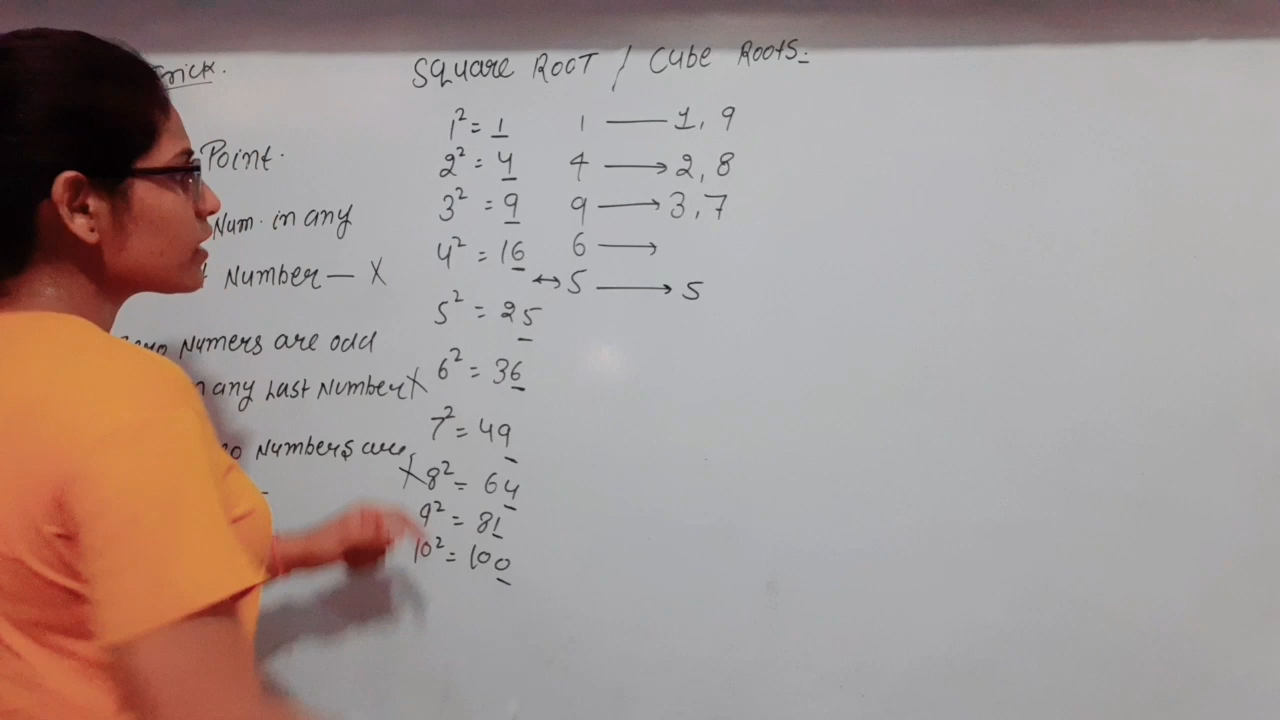 Trick.
SQUARE ROOT / Cube Roots.
Point.
Num. in any
Number — X
Numers are odd
any Last Number X
Numbers are
X
1² = 1
2² = 4
3² = 9
4² = 16
5² = 25
6² = 36
7² = 49
8² = 64
9² = 81
10² = 100
1 — 1, 9
4 → 2, 8
9 → 3, 7
6 →
↔ 5 → 5